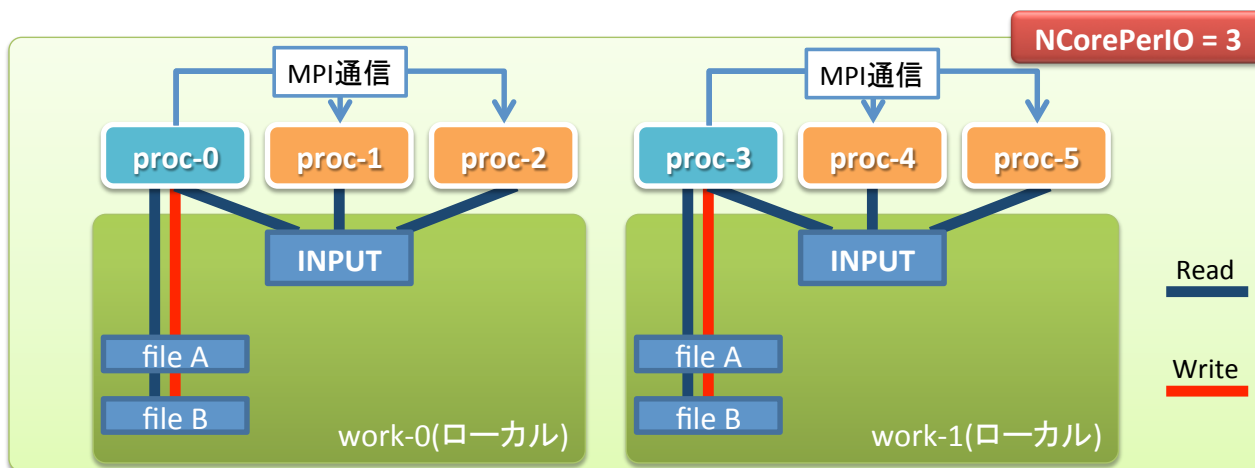 NCorePerIO = 3
MPI通信
MPI通信
proc-0
proc-1
proc-2
proc-3
proc-4
proc-5
INPUT
INPUT
Read
file A
file A
Write
file B
file B
work-0(ローカル)
work-1(ローカル)